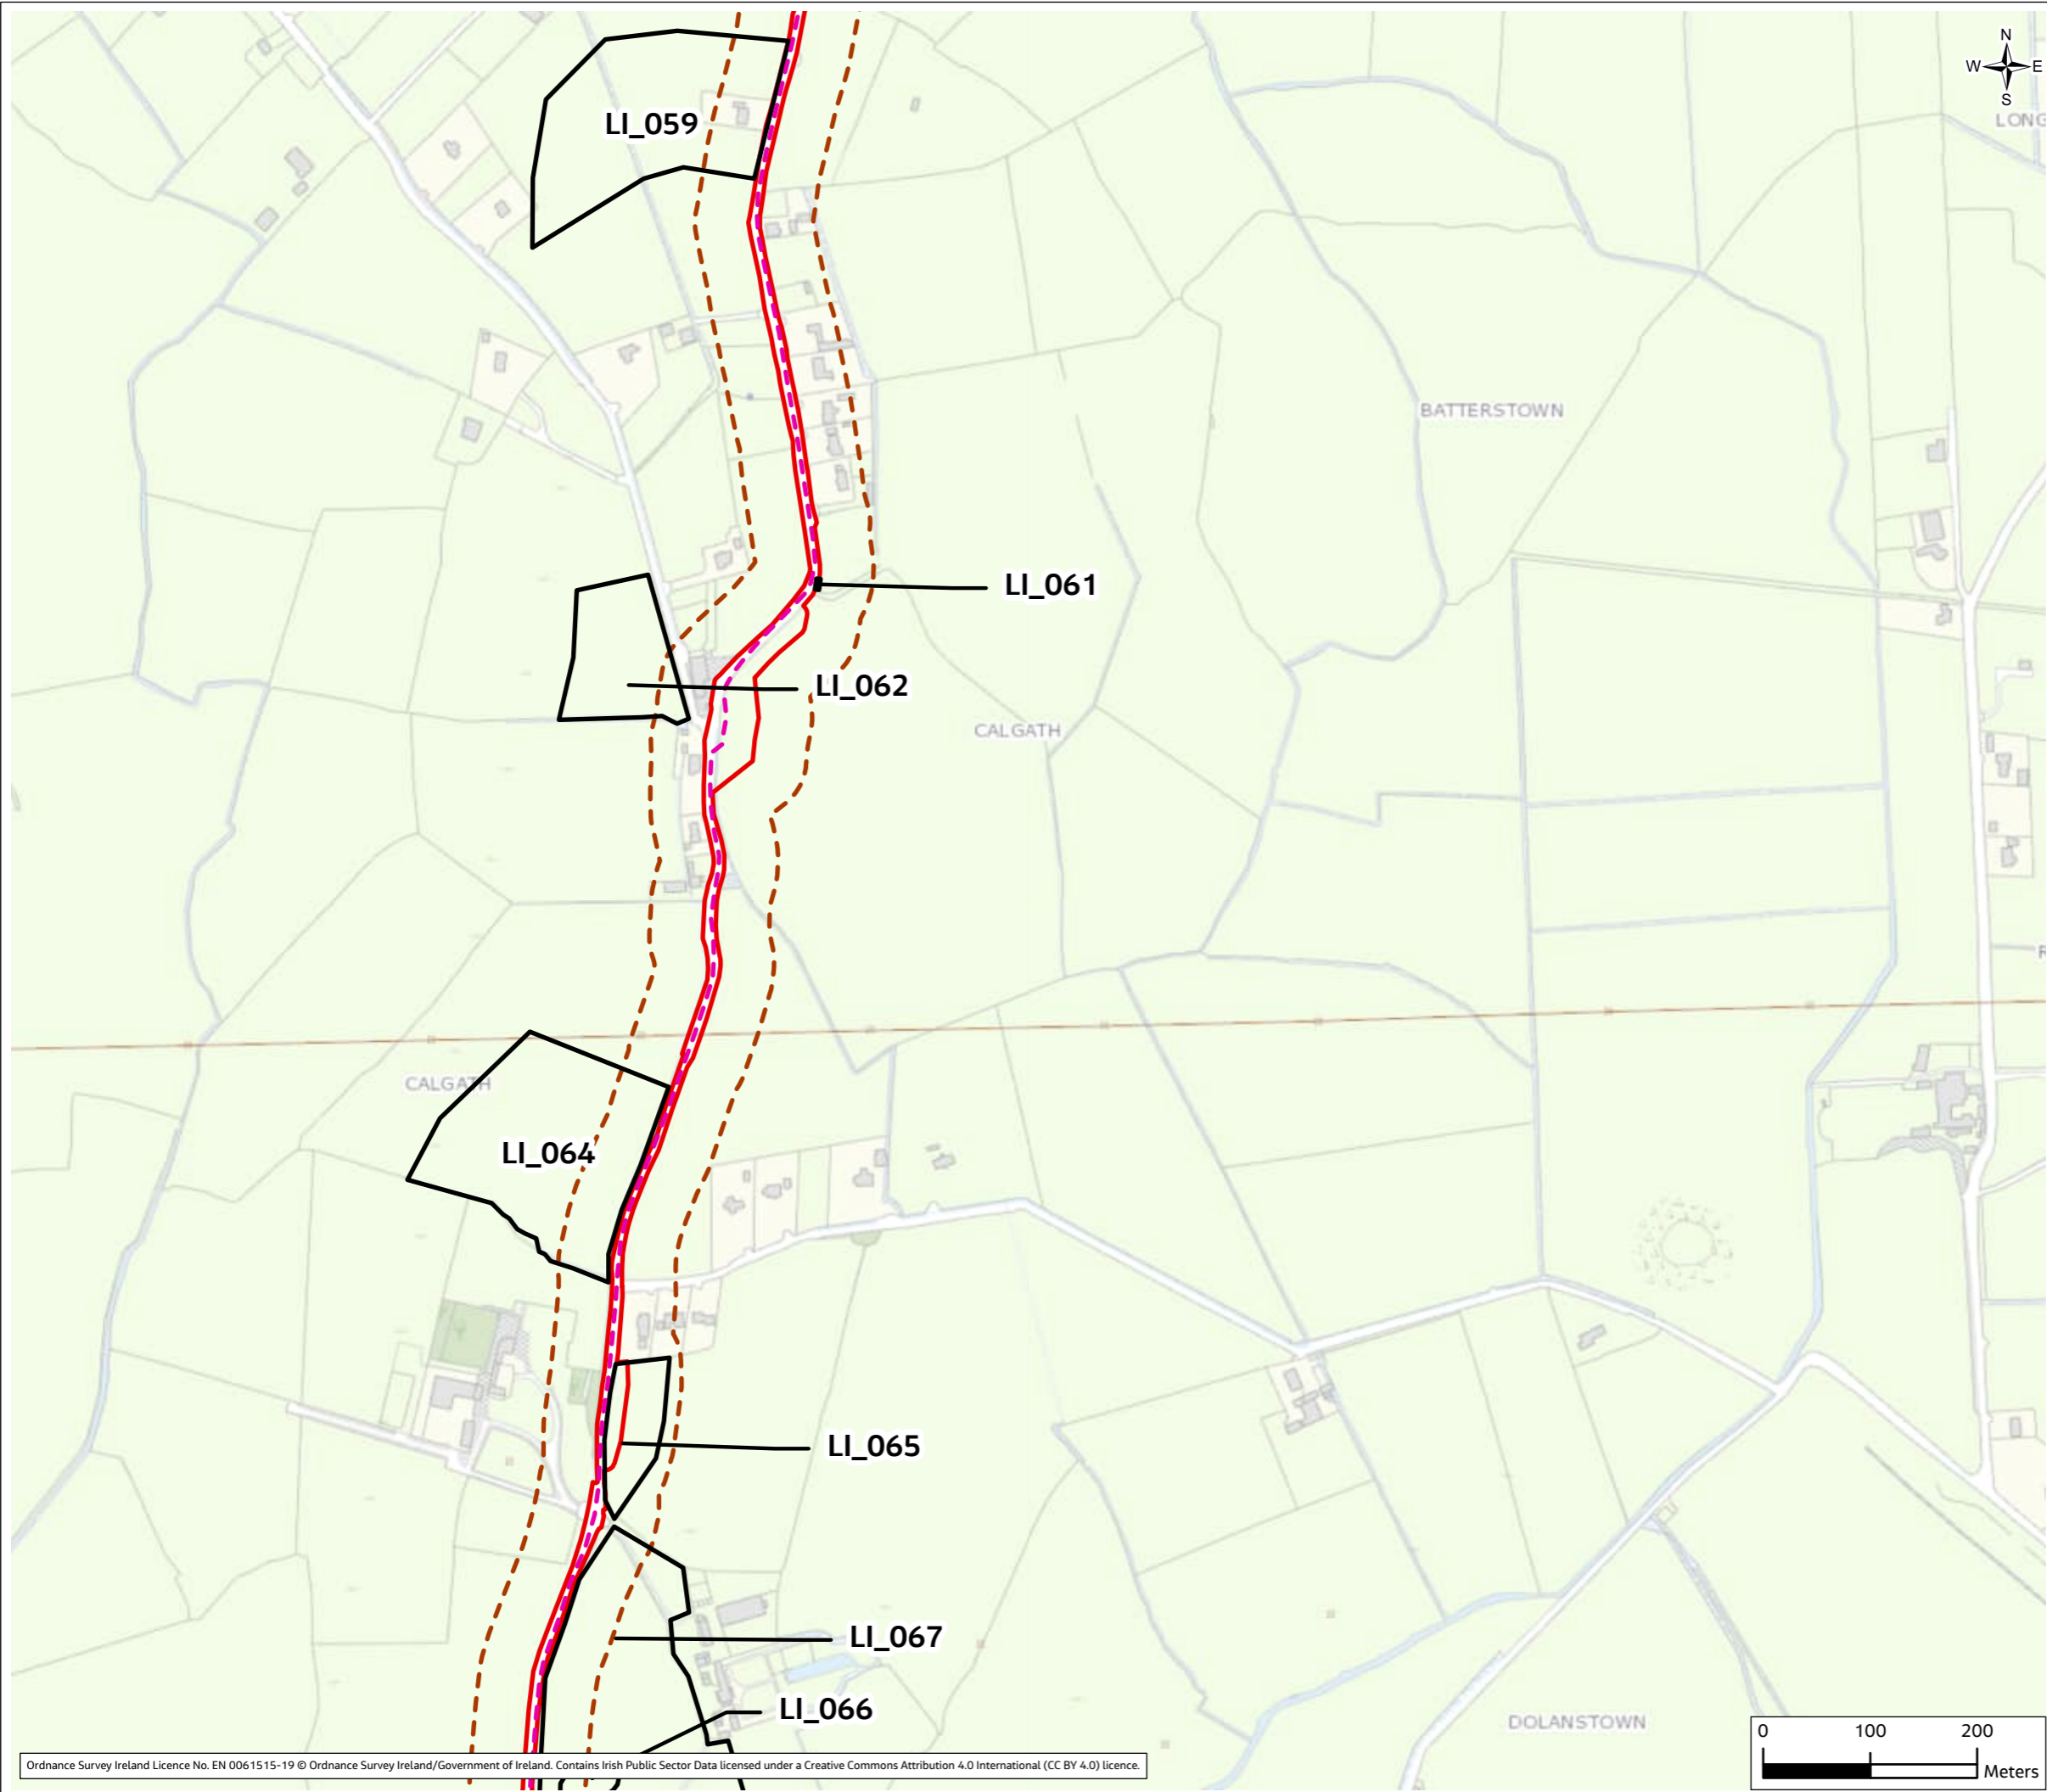 N
W E
S
LONG
LI_059
BATTERSTOWN
LI_061
LI_062
CALGATH
CALGATH
LI_064
LI_065
LI_067
LI_066
DOLANSTOWN
0 100 200
Meters
Ordnance Survey Ireland Licence No. EN 0061515-19 © Ordnance Survey Ireland/Government of Ireland. Contains Irish Public Sector Data licensed under a Creative Commons Attribution 4.0 International (CC BY 4.0) licence.